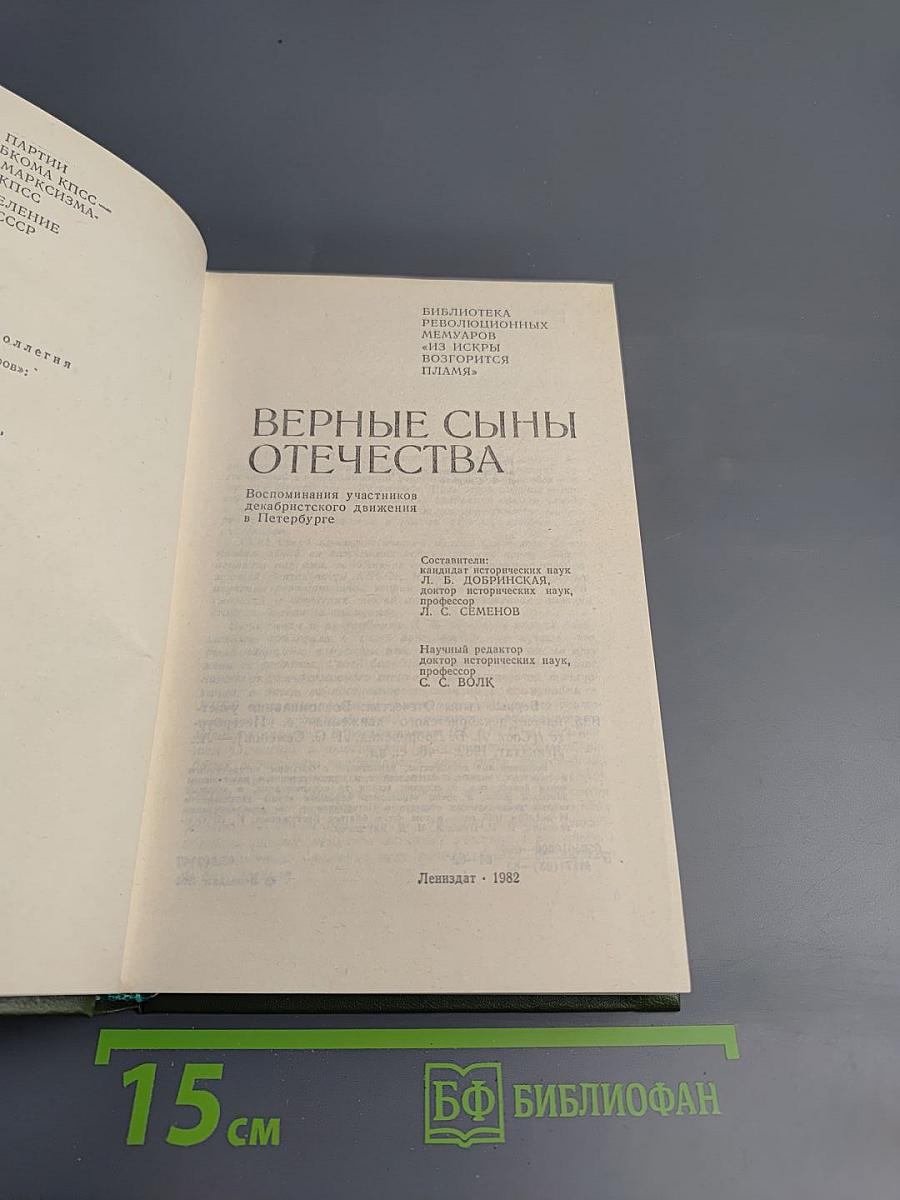 ПАРТИИ
БКОМА КПСС —
МАРКСИЗМА-
КПСС
ЕЛЕНИЕ
СССР
оллегия
ров»:
БИБЛИОТЕКА
РЕВОЛЮЦИОННЫХ
МЕМУАРОВ
«ИЗ ИСКРЫ
ВОЗГОРИТСЯ
ПЛАМЯ»
ВЕРНЫЕ СЫНЫ
ОТЕЧЕСТВА
Воспоминания участников
декабристского движения
в Петербурге
Составители:
кандидат исторических наук
Л. Б. ДОБРИНСКАЯ,
доктор исторических наук,
профессор
Л. С. СЕМЕНОВ
Научный редактор
доктор исторических наук,
профессор
С. С. ВОЛК
Лениздат · 1982
15 см
БФ БИБЛИОФАН